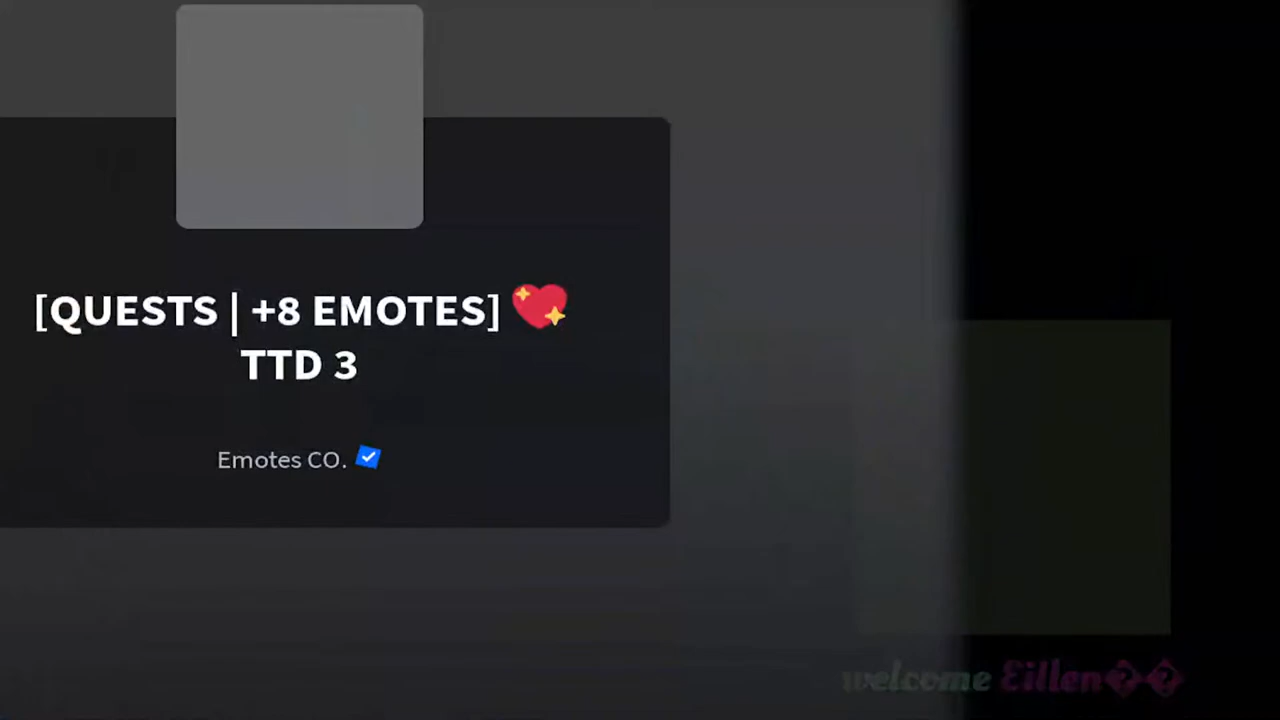 [QUESTS | +8 EMOTES] 💖
TTD 3
Emotes CO.
welcome Eillen��